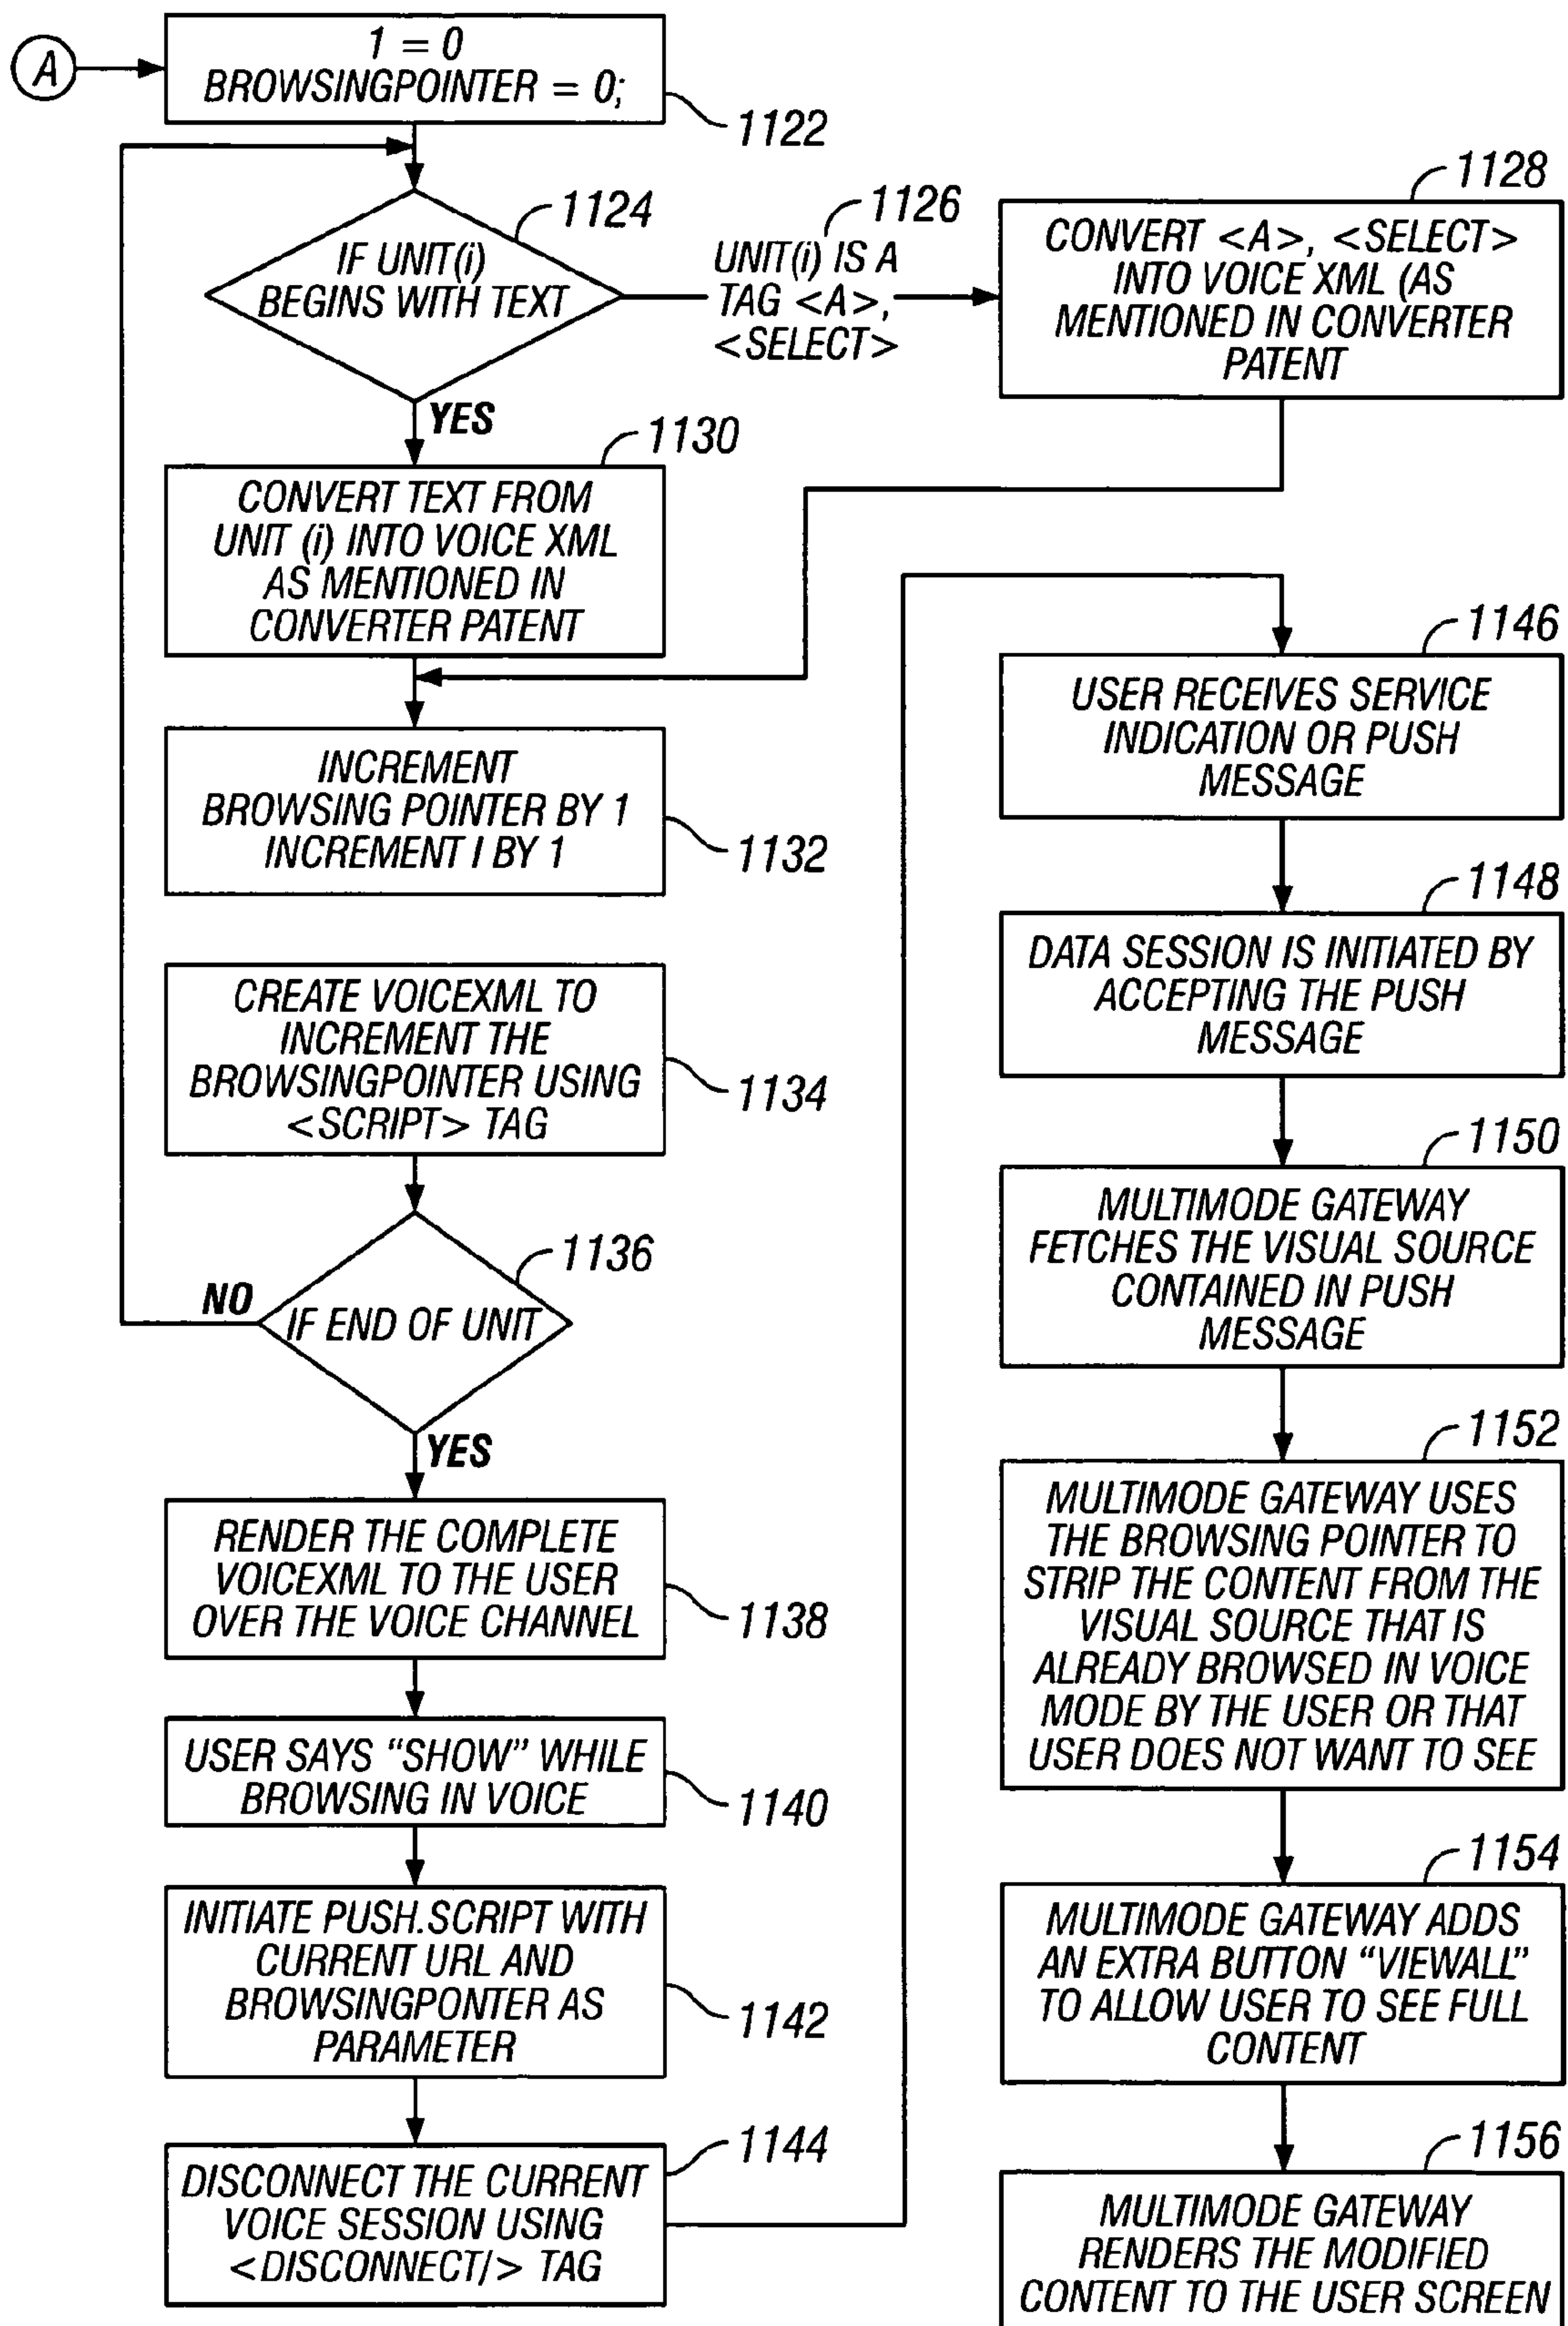 A
1 = 0
BROWSINGPOINTER = 0;
1122
1124
IF UNIT(i)
BEGINS WITH TEXT
1126
UNIT(i) IS A
TAG <A>,
<SELECT>
1128
CONVERT <A>, <SELECT>
INTO VOICE XML (AS
MENTIONED IN CONVERTER
PATENT
YES
1130
CONVERT TEXT FROM
UNIT (i) INTO VOICE XML
AS MENTIONED IN
CONVERTER PATENT
INCREMENT
BROWSING POINTER BY 1
INCREMENT I BY 1
1132
CREATE VOICEXML TO
INCREMENT THE
BROWSINGPOINTER USING
<SCRIPT> TAG
1134
1136
NO
IF END OF UNIT
YES
RENDER THE COMPLETE
VOICEXML TO THE USER
OVER THE VOICE CHANNEL
1138
USER SAYS “SHOW” WHILE
BROWSING IN VOICE
1140
INITIATE PUSH.SCRIPT WITH
CURRENT URL AND
BROWSINGPONTER AS
PARAMETER
1142
1144
DISCONNECT THE CURRENT
VOICE SESSION USING
<DISCONNECT/> TAG
1146
USER RECEIVES SERVICE
INDICATION OR PUSH
MESSAGE
1148
DATA SESSION IS INITIATED BY
ACCEPTING THE PUSH
MESSAGE
1150
MULTIMODE GATEWAY
FETCHES THE VISUAL SOURCE
CONTAINED IN PUSH
MESSAGE
1152
MULTIMODE GATEWAY USES
THE BROWSING POINTER TO
STRIP THE CONTENT FROM THE
VISUAL SOURCE THAT IS
ALREADY BROWSED IN VOICE
MODE BY THE USER OR THAT
USER DOES NOT WANT TO SEE
1154
MULTIMODE GATEWAY ADDS
AN EXTRA BUTTON “VIEWALL”
TO ALLOW USER TO SEE FULL
CONTENT
1156
MULTIMODE GATEWAY
RENDERS THE MODIFIED
CONTENT TO THE USER SCREEN